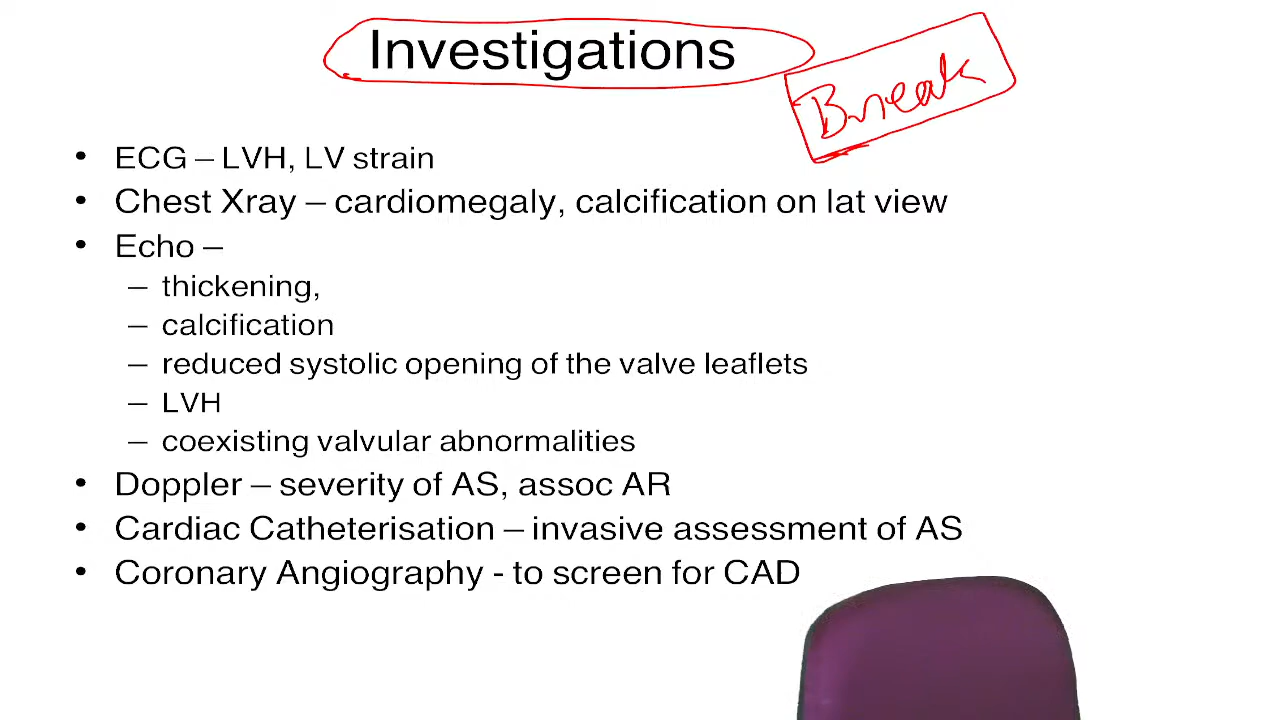 Investigations
Break
• ECG – LVH, LV strain
• Chest Xray – cardiomegaly, calcification on lat view
• Echo –
– thickening,
– calcification
– reduced systolic opening of the valve leaflets
– LVH
– coexisting valvular abnormalities
• Doppler – severity of AS, assoc AR
• Cardiac Catheterisation – invasive assessment of AS
• Coronary Angiography - to screen for CAD